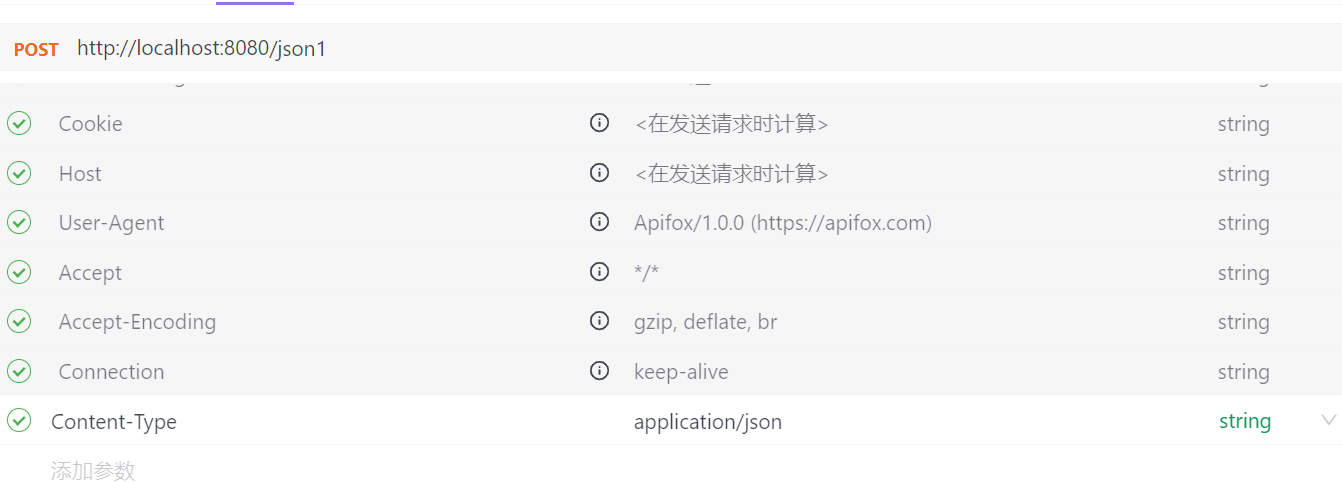 POST http://localhost:8080/json1
Cookie <在发送请求时计算> string
Host <在发送请求时计算> string
User-Agent Apifox/1.0.0 (https://apifox.com) string
Accept */* string
Accept-Encoding gzip, deflate, br string
Connection keep-alive string
Content-Type application/json string
添加参数